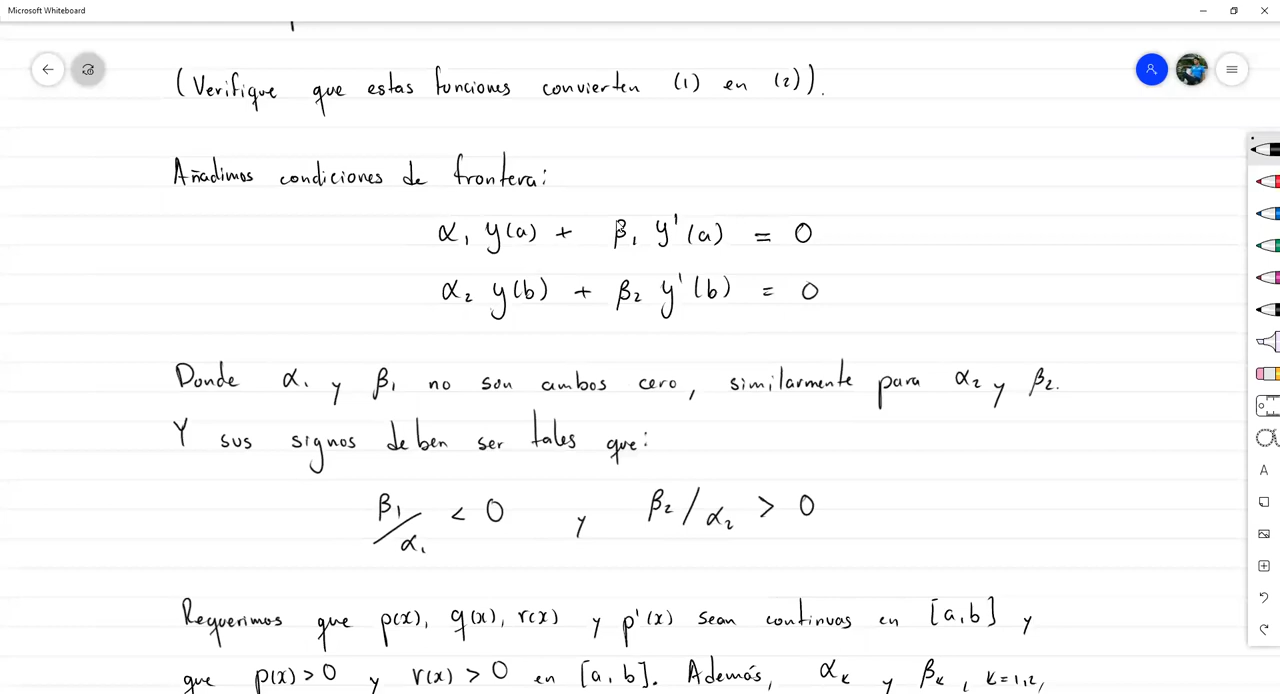 Microsoft Whiteboard
(Verifique que estas funciones convierten (1) en (2)).
Añadimos condiciones de frontera:
α₁ y(a) + β₁ y'(a) = 0
α₂ y(b) + β₂ y'(b) = 0
Donde α₁ y β₁ no son ambos cero, similarmente para α₂ y β₂.
Y sus signos deben ser tales que:
β₁/α₁ < 0 y β₂/α₂ > 0
Requerimos que p(x), q(x), r(x) y p'(x) sean continuas en [a,b] y
que p(x) > 0 y r(x) > 0 en [a,b]. Además, αₖ y βₖ, k=1,2,